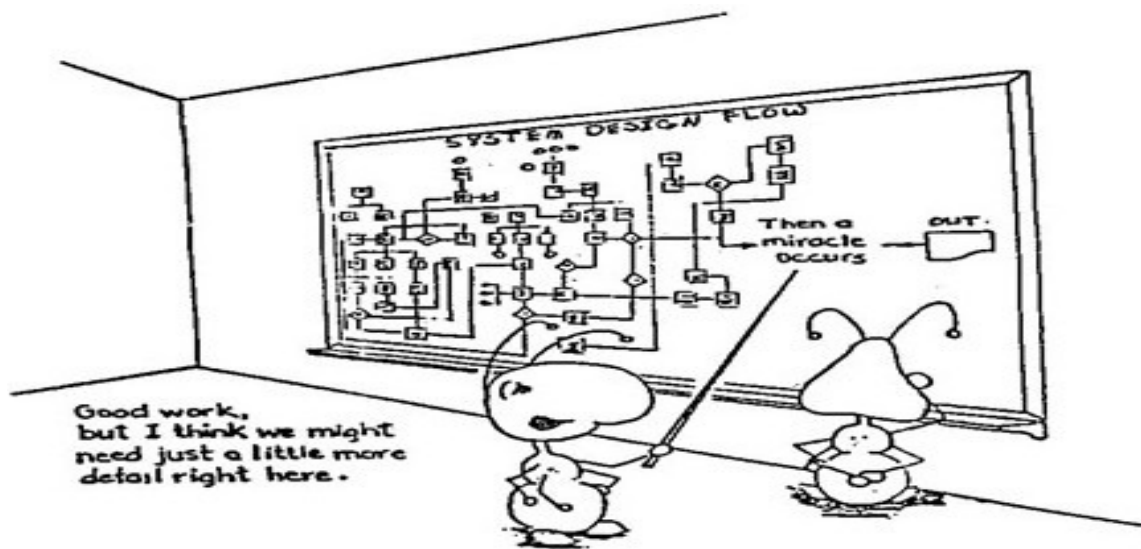 SYSTEM DESIGN FLOW
Then a
miracle
occurs
OUT.
Good work,
but I think we might
need just a little more
detail right here.